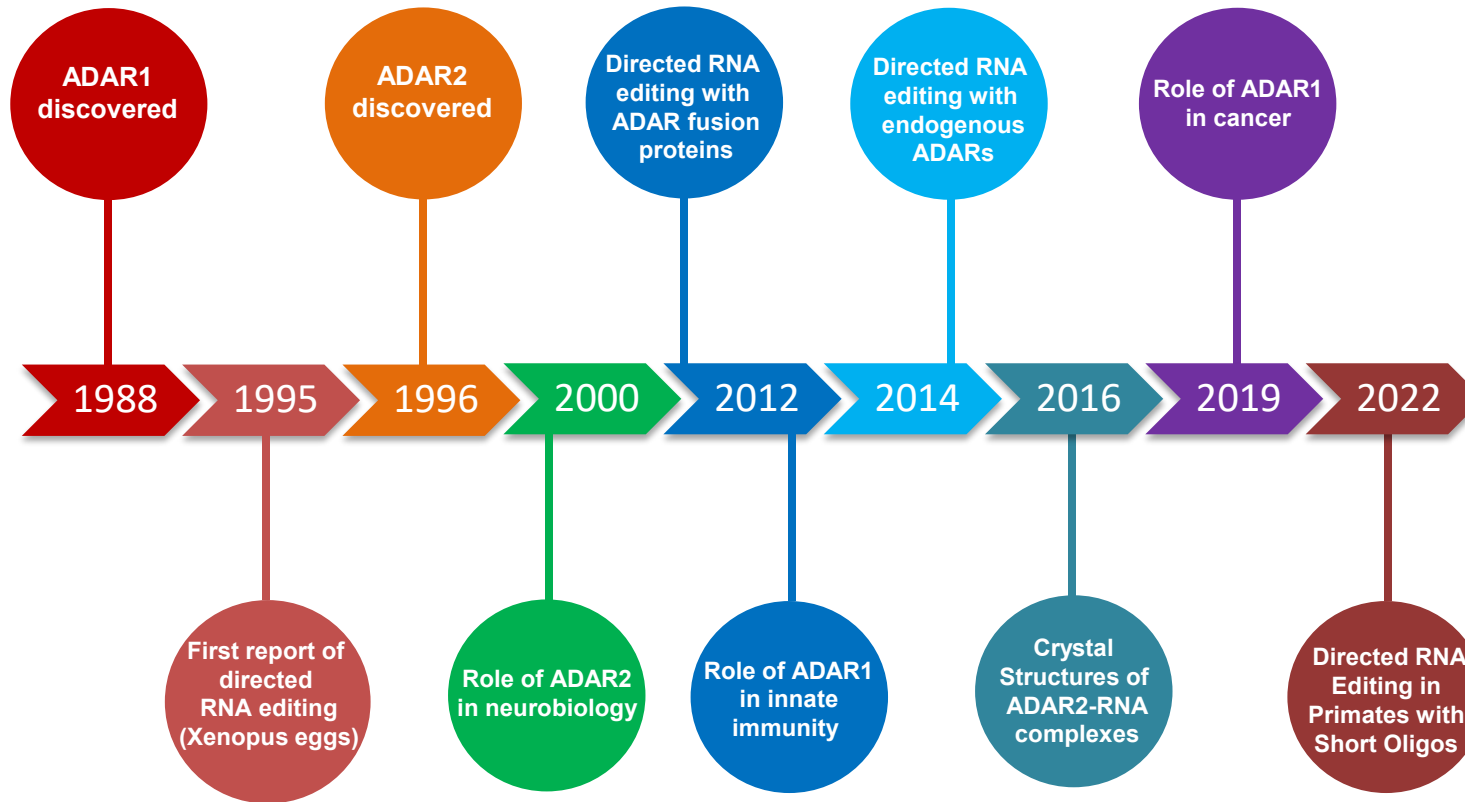 ADAR1
discovered
ADAR2
discovered
Directed RNA
editing with
ADAR fusion
proteins
Directed RNA
editing with
endogenous
ADARs
Role of ADAR1
in cancer
1988
1995
1996
2000
2012
2014
2016
2019
2022
First report of
directed
RNA editing
(Xenopus eggs)
Role of ADAR2
in neurobiology
Role of ADAR1
in innate
immunity
Crystal
Structures of
ADAR2-RNA
complexes
Directed RNA
Editing in
Primates with
Short Oligos